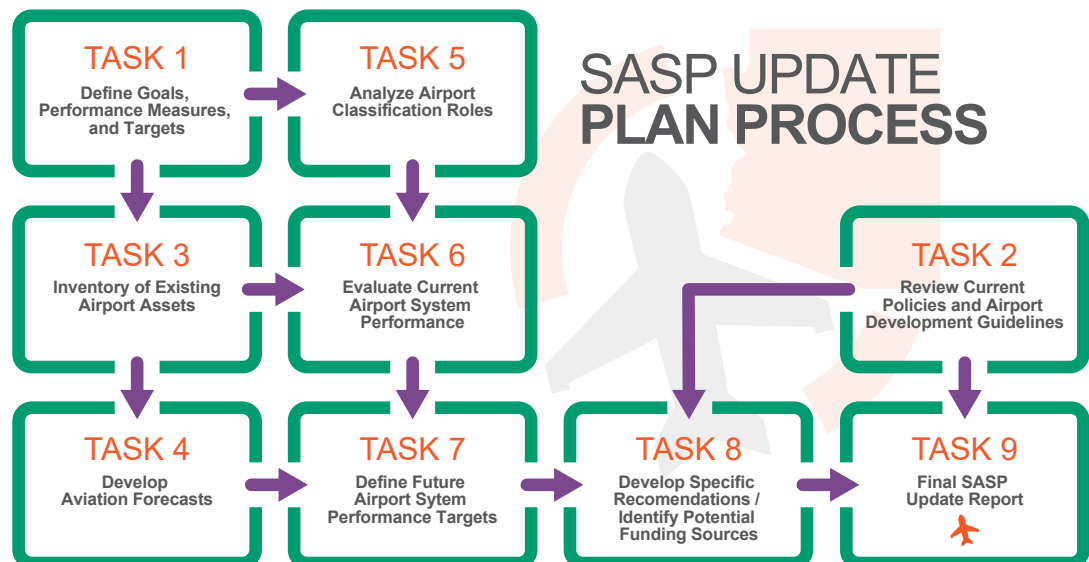 SASP UPDATE
PLAN PROCESS
TASK 1
Define Goals,
Performance Measures,
and Targets
TASK 5
Analyze Airport
Classification Roles
TASK 3
Inventory of Existing
Airport Assets
TASK 6
Evaluate Current
Airport System
Performance
TASK 2
Review Current
Policies and Airport
Development Guidelines
TASK 4
Develop
Aviation Forecasts
TASK 7
Define Future
Airport Sytem
Performance Targets
TASK 8
Develop Specific
Recomendations /
Identify Potential
Funding Sources
TASK 9
Final SASP
Update Report